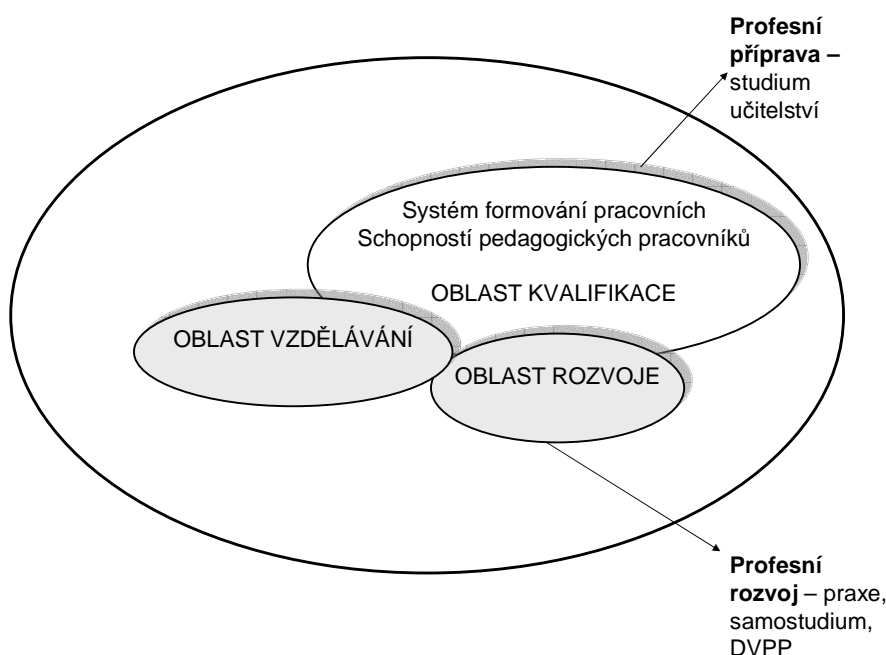 Profesní
příprava –
studium
učitelství
Systém formování pracovních
Schopností pedagogických pracovníků
OBLAST KVALIFIKACE
OBLAST VZDĚLÁVÁNÍ
OBLAST ROZVOJE
Profesní
rozvoj – praxe,
samostudium,
DVPP